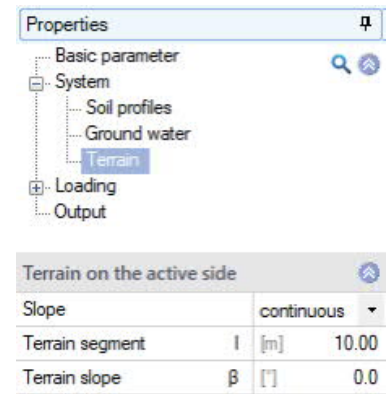 Properties
Basic parameter
System
Soil profiles
Ground water
Terrain
Loading
Output
Terrain on the active side
Slope continuous
Terrain segment l [m] 10.00
Terrain slope β [°] 0.0